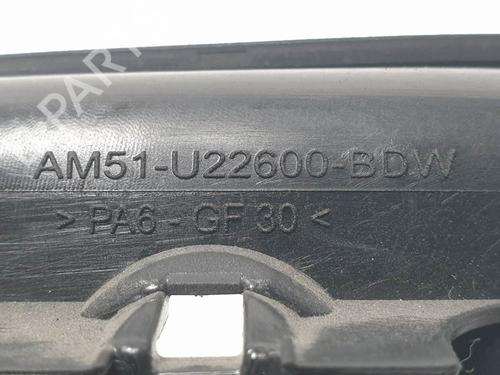 AM51-U22600-BDW
> PA6 - GF 30 <